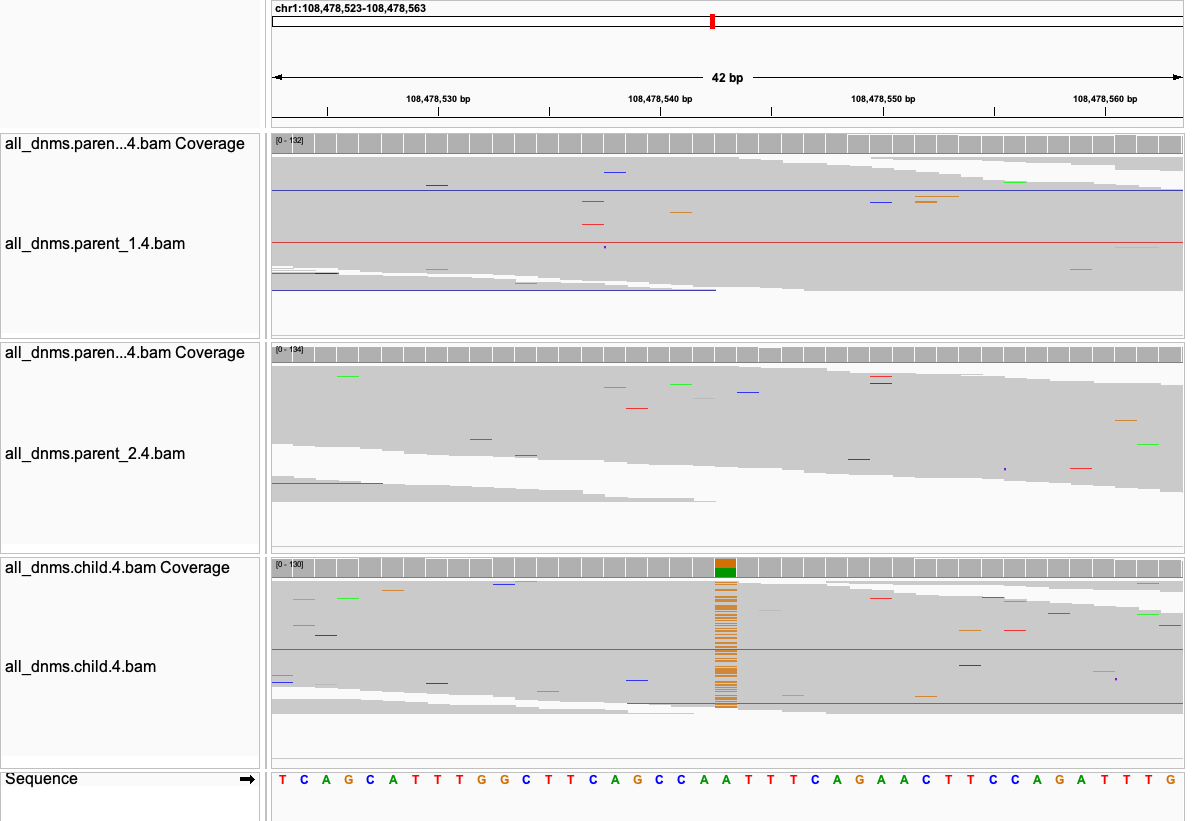 chr1:108,478,523-108,478,563
42 bp
108,478,530 bp 108,478,540 bp 108,478,550 bp 108,478,560 bp
all_dnms.paren...4.bam Coverage
[0 - 132]
all_dnms.parent_1.4.bam
all_dnms.paren...4.bam Coverage
[0 - 134]
all_dnms.parent_2.4.bam
all_dnms.child.4.bam Coverage
[0 - 130]
all_dnms.child.4.bam
Sequence
T C A G C A T T T G G C T T C A G C C A A T T T C A G A A C T T C C A G A T T T G